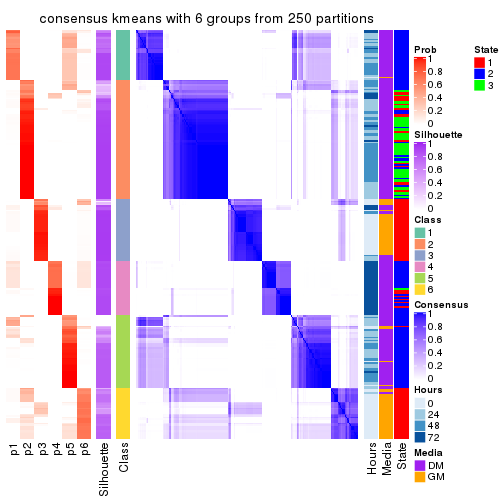 consensus kmeans with 6 groups from 250 partitions
Prob
1
0.8
0.6
0.4
0.2
0
State
1
2
3
Silhouette
1
0.8
0.6
0.4
0.2
0
Class
1
2
3
4
5
6
Consensus
1
0.8
0.6
0.4
0.2
0
Hours
0
24
48
72
Media
DM
GM
p1
p2
p3
p4
p5
p6
Silhouette
Class
Hours
Media
State